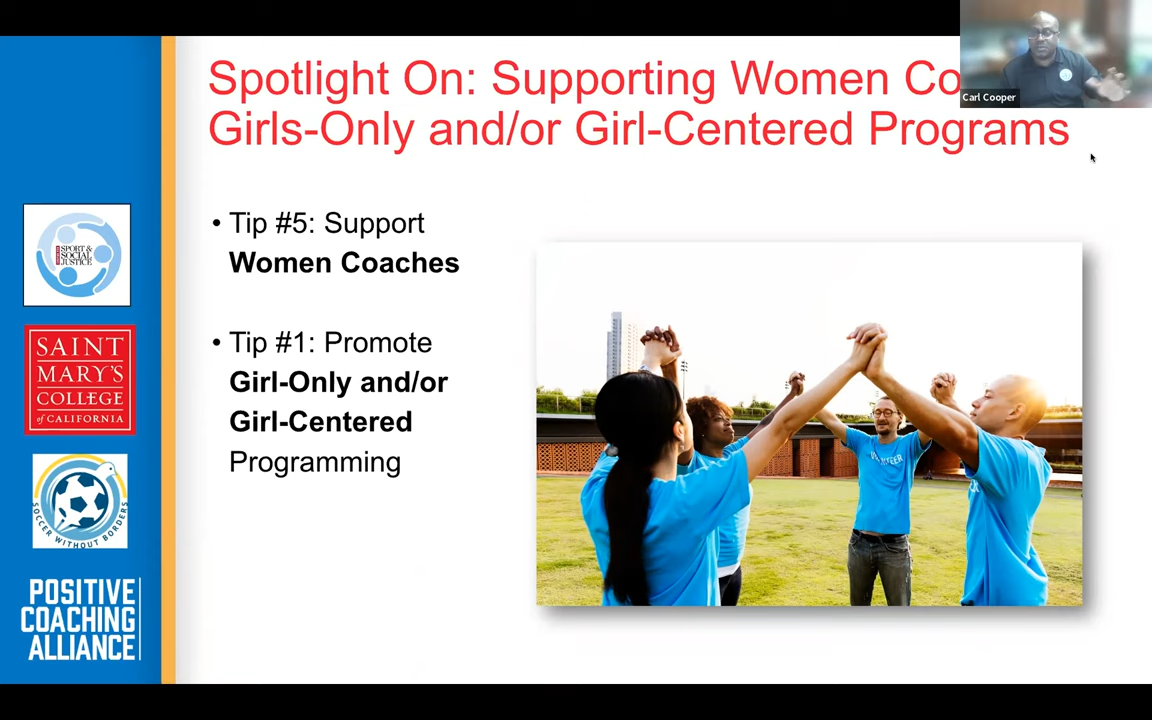 Spotlight On: Supporting Women Co
Girls-Only and/or Girl-Centered Programs
Carl Cooper
• Tip #5: Support
Women Coaches
• Tip #1: Promote
Girl-Only and/or
Girl-Centered
Programming
SPORT &
SOCIAL
JUSTICE
SAINT
MARY'S
COLLEGE
of CALIFORNIA
SOCCER WITHOUT BORDERS
POSITIVE
COACHING
ALLIANCE